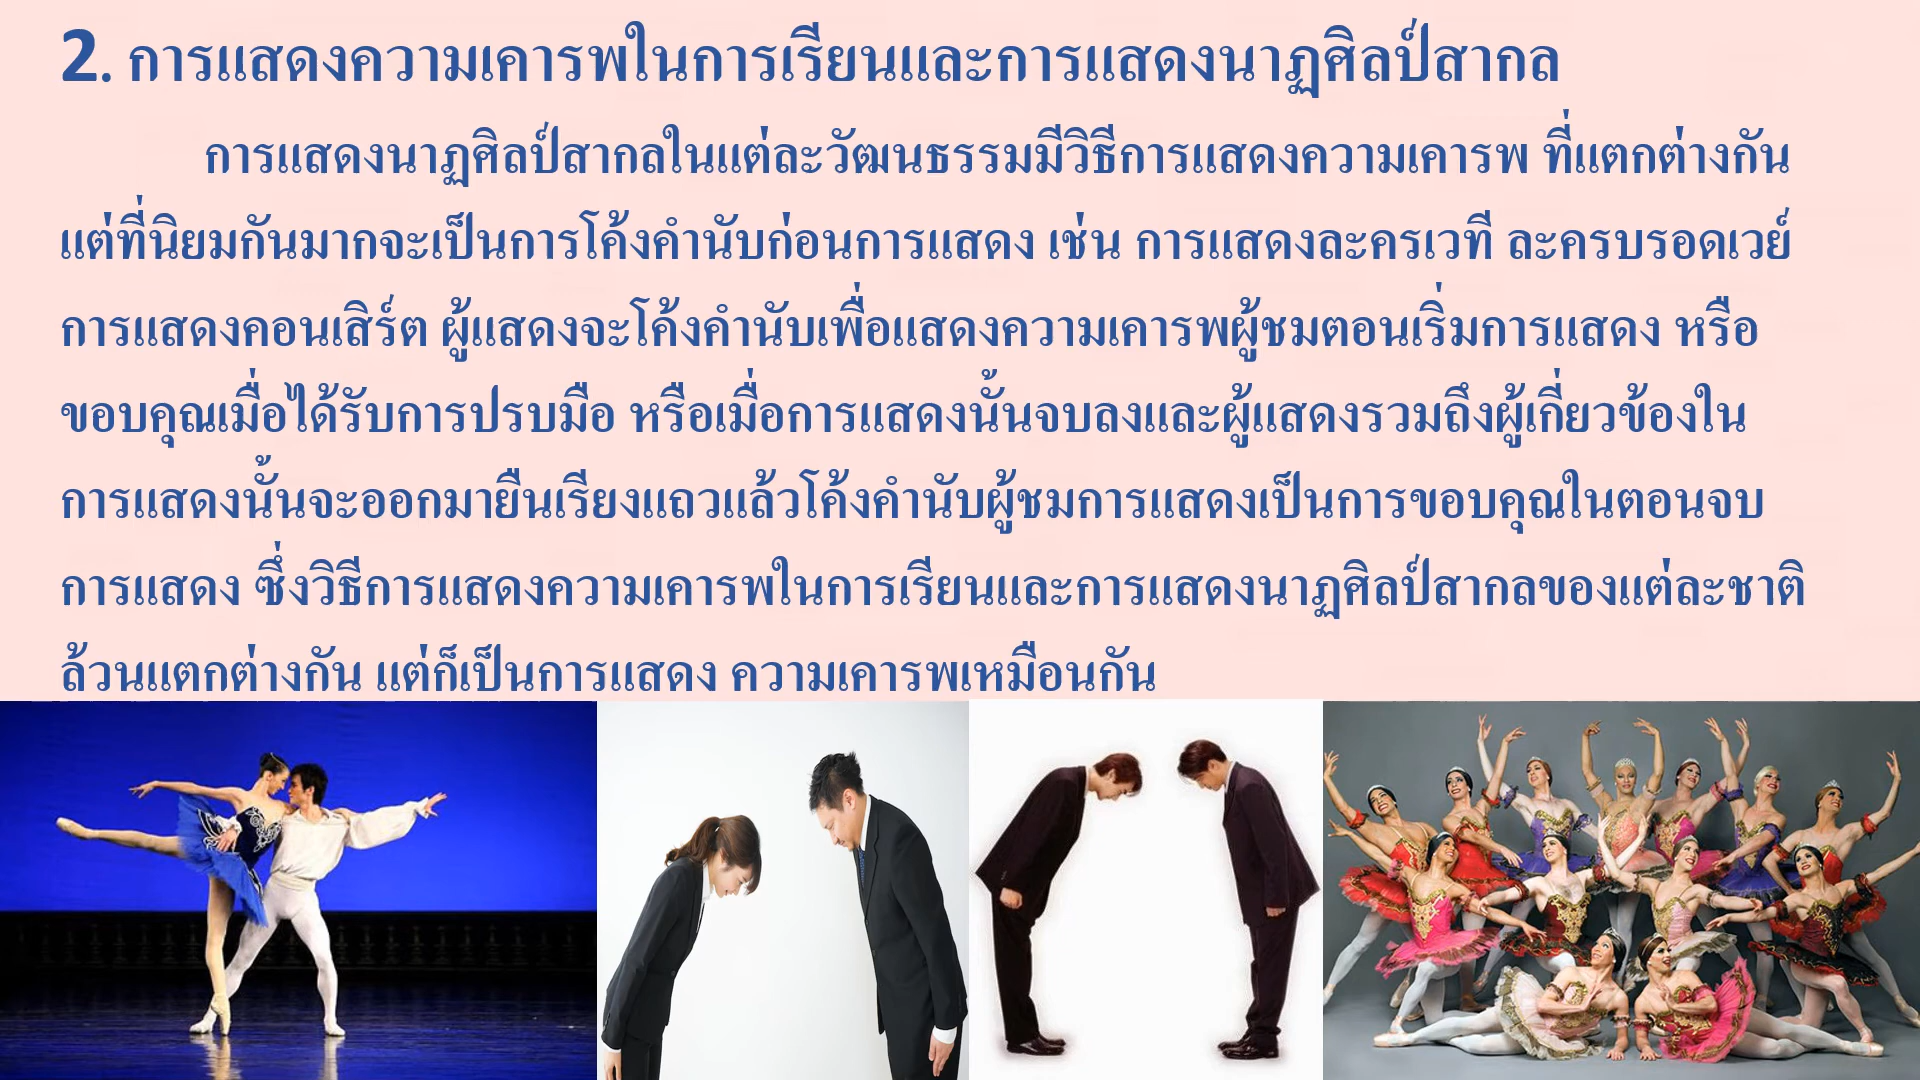 2. การแสดงความเคารพในการเรียนและการแสดงนาฏศิลป์สากล
การแสดงนาฏศิลป์สากลในแต่ละวัฒนธรรมมีวิธีการแสดงความเคารพ ที่แตกต่างกัน
แต่ที่นิยมกันมากจะเป็นการโค้งคำนับก่อนการแสดง เช่น การแสดงละครเวที ละครบรอดเวย์
การแสดงคอนเสิร์ต ผู้แสดงจะโค้งคำนับเพื่อแสดงความเคารพผู้ชมตอนเริ่มการแสดง หรือ
ขอบคุณเมื่อได้รับการปรบมือ หรือเมื่อการแสดงนั้นจบลงและผู้แสดงรวมถึงผู้เกี่ยวข้องใน
การแสดงนั้นจะออกมายืนเรียงแถวแล้วโค้งคำนับผู้ชมการแสดงเป็นการขอบคุณในตอนจบ
การแสดง ซึ่งวิธีการแสดงความเคารพในการเรียนและการแสดงนาฏศิลป์สากลของแต่ละชาติ
ล้วนแตกต่างกัน แต่ก็เป็นการแสดง ความเคารพเหมือนกัน